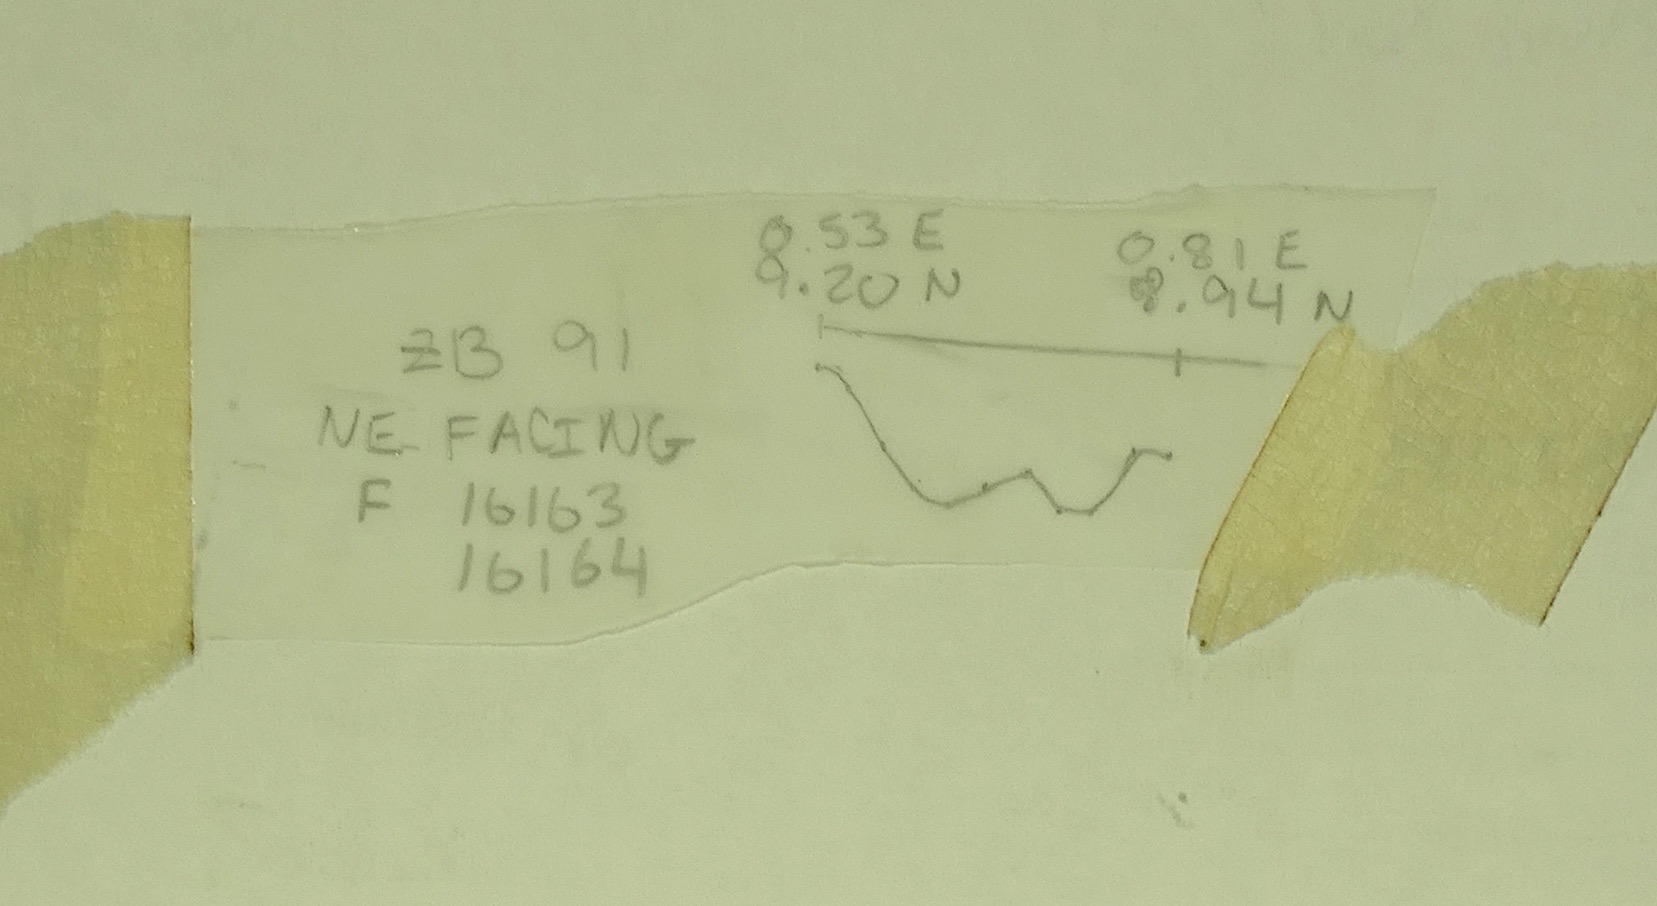 0.53 E
9.20 N
0.81 E
8.94 N
ZB 91
NE FACING
F 16163
16164